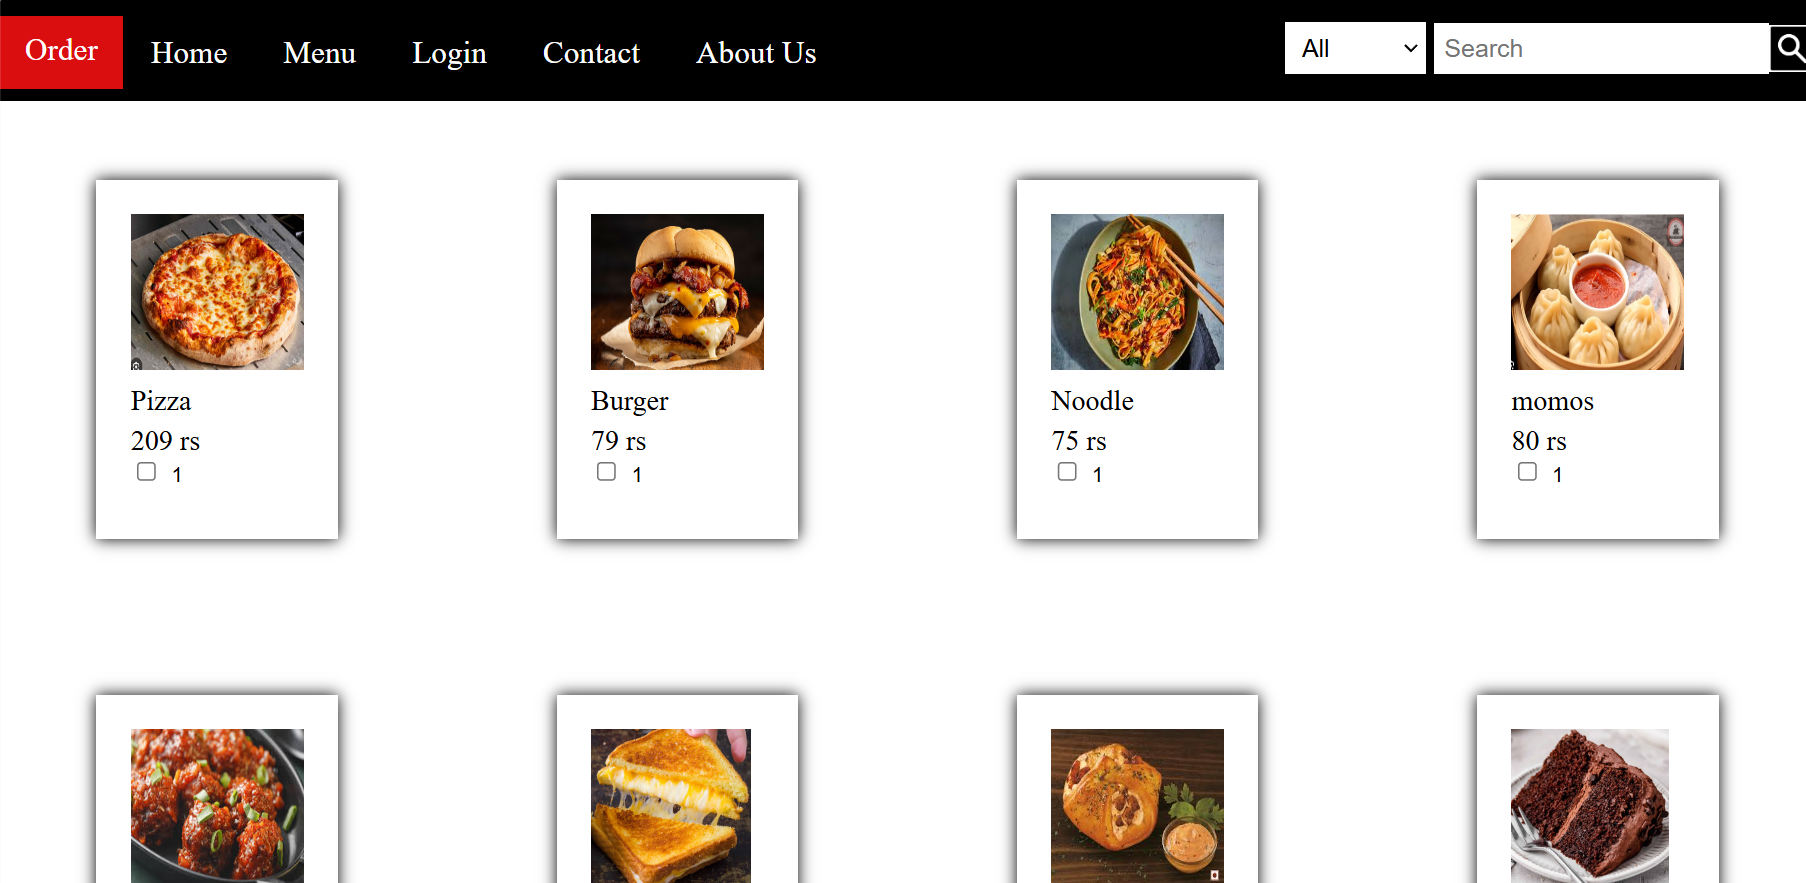 Order Home Menu Login Contact About Us All Search
Pizza
209 rs
1
Burger
79 rs
1
Noodle
75 rs
1
momos
80 rs
1